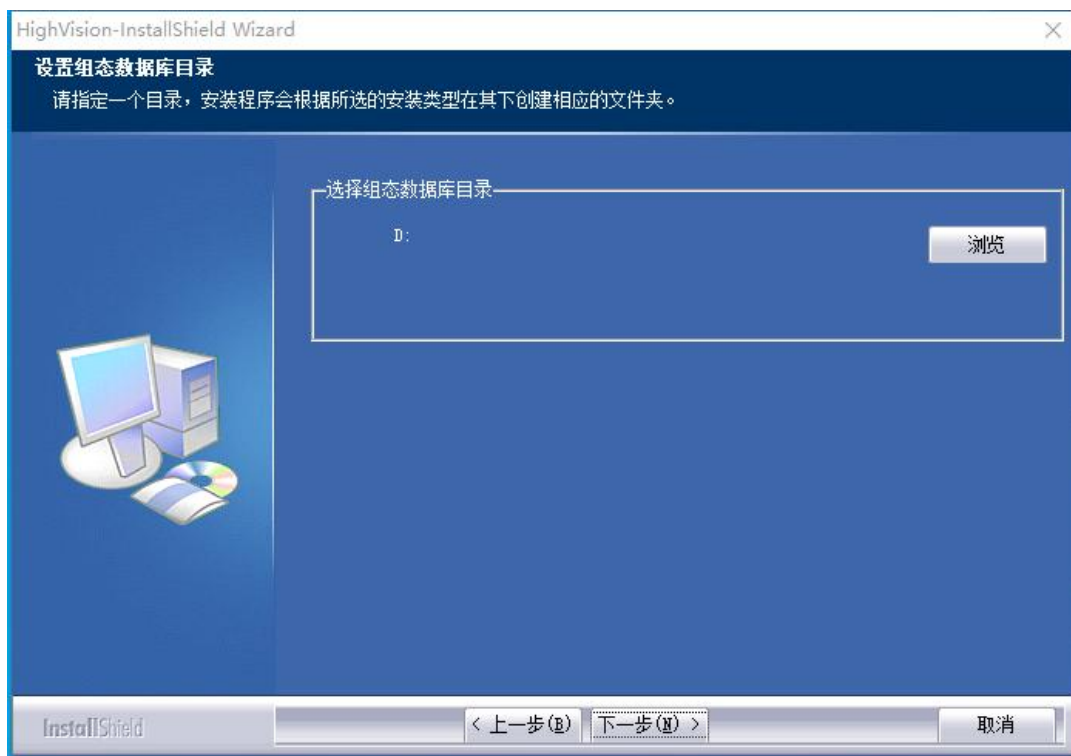 HighVision-InstallShield Wizard
设置组态数据库目录
请指定一个目录，安装程序会根据所选的安装类型在其下创建相应的文件夹。
选择组态数据库目录
D:
浏览
InstallShield
< 上一步(B)
下一步(N) >
取消